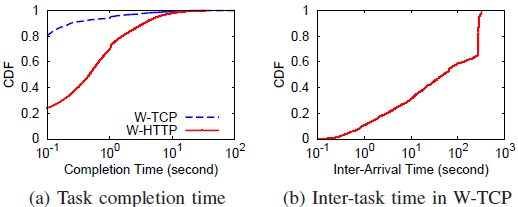 1
0.8
0.6
0.4
0.2
0
CDF
W-TCP
W-HTTP
10^-1 10^0 10^1 10^2
Completion Time (second)
(a) Task completion time
1
0.8
0.6
0.4
0.2
0
CDF
10^-1 10^0 10^1 10^2 10^3
Inter-Arrival Time (second)
(b) Inter-task time in W-TCP